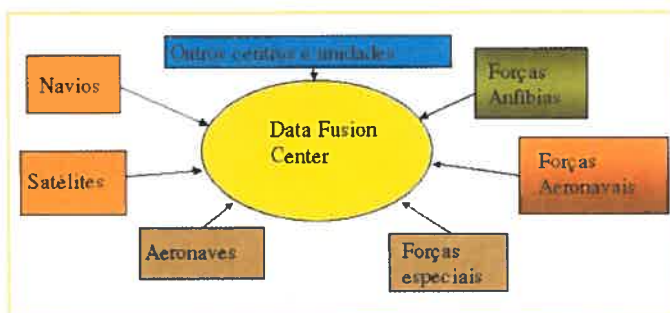 Outros centros e unidades
Navios
Forças
Anfíbias
Data Fusion
Center
Satélites
Forças
Aeronavais
Aeronaves
Forças
especiais